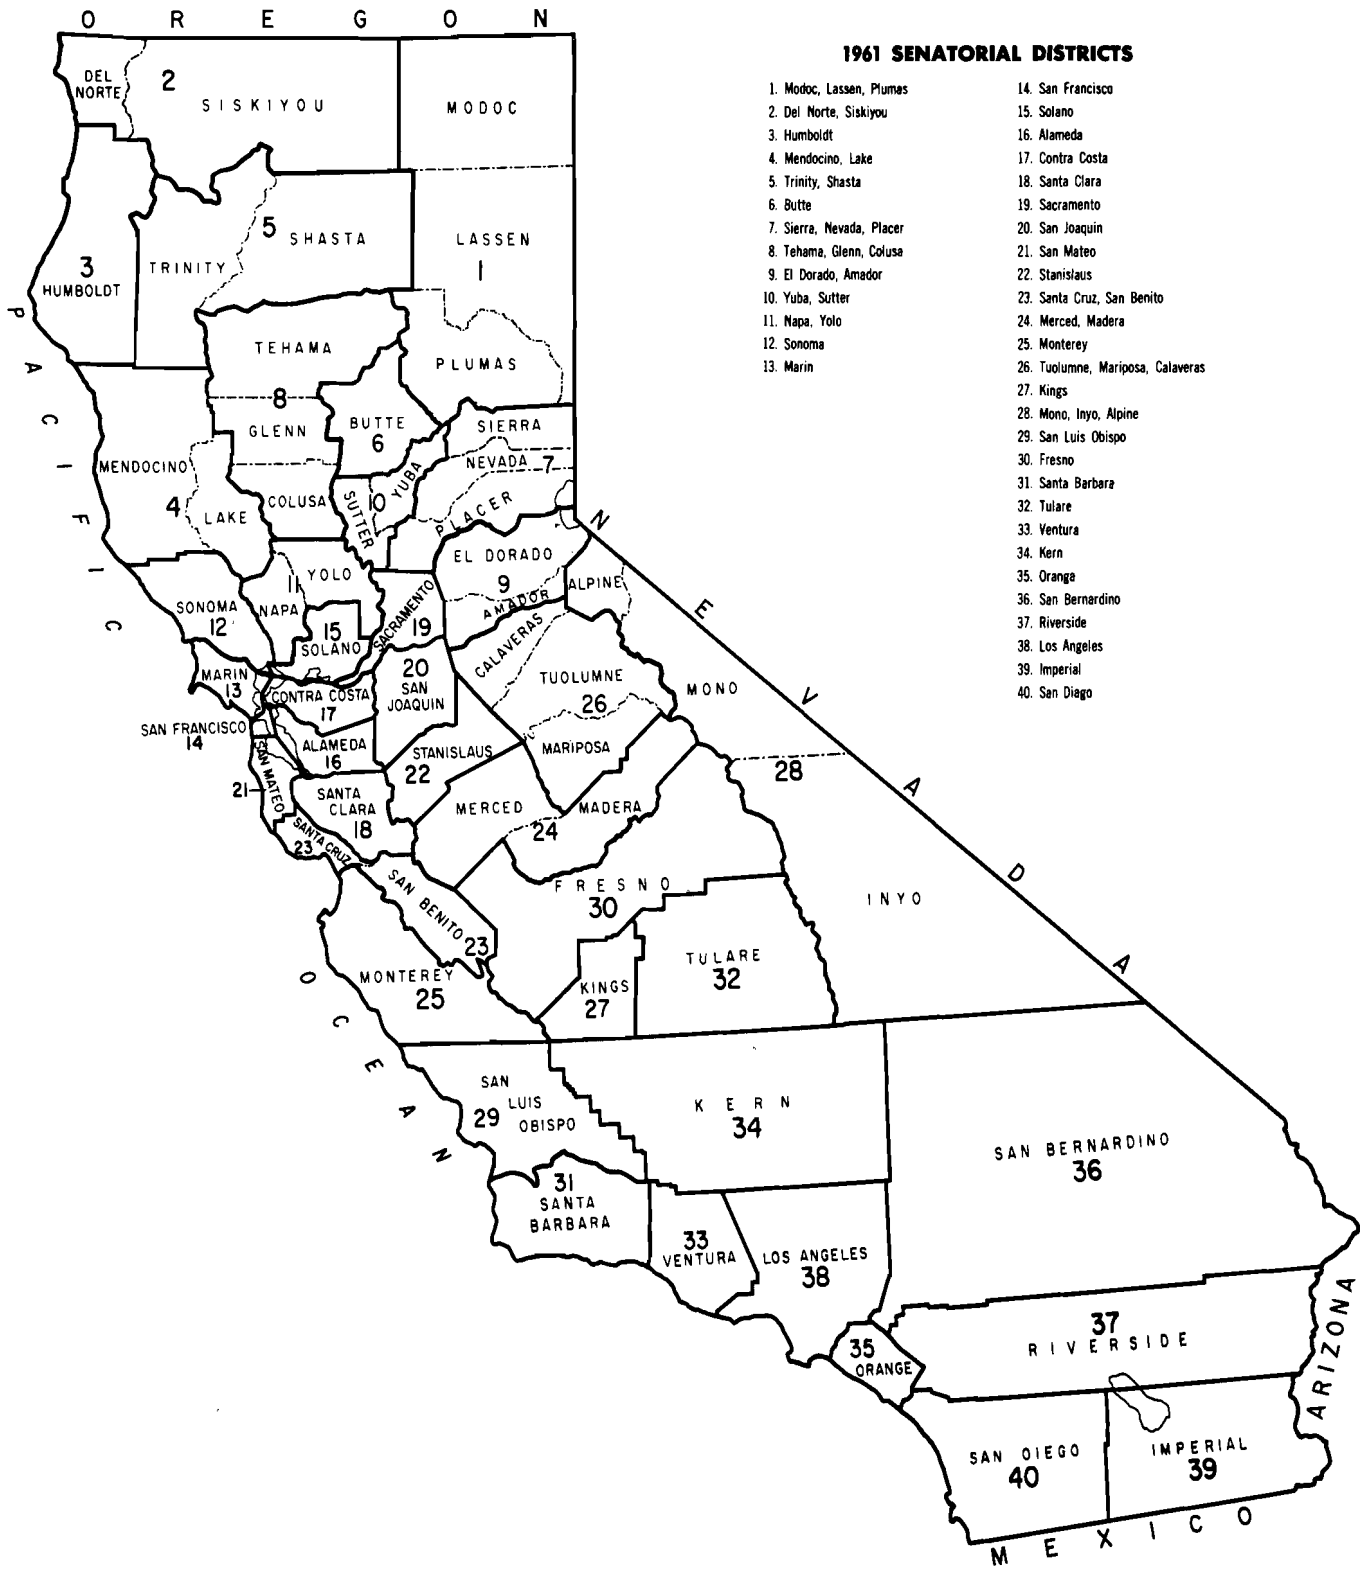 O R E G O N
1961 SENATORIAL DISTRICTS
1. Modoc, Lassen, Plumas
2. Del Norte, Siskiyou
3. Humboldt
4. Mendocino, Lake
5. Trinity, Shasta
6. Butte
7. Sierra, Nevada, Placer
8. Tehama, Glenn, Colusa
9. El Dorado, Amador
10. Yuba, Sutter
11. Napa, Yolo
12. Sonoma
13. Marin
14. San Francisco
15. Solano
16. Alameda
17. Contra Costa
18. Santa Clara
19. Sacramento
20. San Joaquin
21. San Mateo
22. Stanislaus
23. Santa Cruz, San Benito
24. Merced, Madera
25. Monterey
26. Tuolumne, Mariposa, Calaveras
27. Kings
28. Mono, Inyo, Alpine
29. San Luis Obispo
30. Fresno
31. Santa Barbara
32. Tulare
33. Ventura
34. Kern
35. Orange
36. San Bernardino
37. Riverside
38. Los Angeles
39. Imperial
40. San Diego
DEL
NORTE
2
SISKIYOU
MODOC
5
SHASTA
LASSEN
1
3
HUMBOLDT
TRINITY
TEHAMA
PLUMAS
8
GLENN
BUTTE
6
SIERRA
NEVADA 7
MENDOCINO
4
LAKE
COLUSA
SUTTER
10
YUBA
PLACER
EL DORADO
9
AMADOR
ALPINE
11
YOLO
NAPA
SONOMA
12
15
SOLANO
SACRAMENTO
19
CALAVERAS
20
SAN
JOAQUIN
TUOLUMNE
26
MONO
MARIN
13
CONTRA COSTA
17
SAN FRANCISCO
14
ALAMEDA
16
STANISLAUS
22
MARIPOSA
28
21
SAN MATEO
SANTA
CLARA
18
MERCED
24
MADERA
SANTA CRUZ
23
SAN BENITO
23
FRESNO
30
INYO
MONTEREY
25
KINGS
27
TULARE
32
SAN
LUIS
OBISPO
29
KERN
34
SAN BERNARDINO
36
31
SANTA
BARBARA
33
VENTURA
LOS ANGELES
38
37
RIVERSIDE
35
ORANGE
SAN DIEGO
40
IMPERIAL
39
PACIFIC
OCEAN
NEVADA
ARIZONA
MEXICO